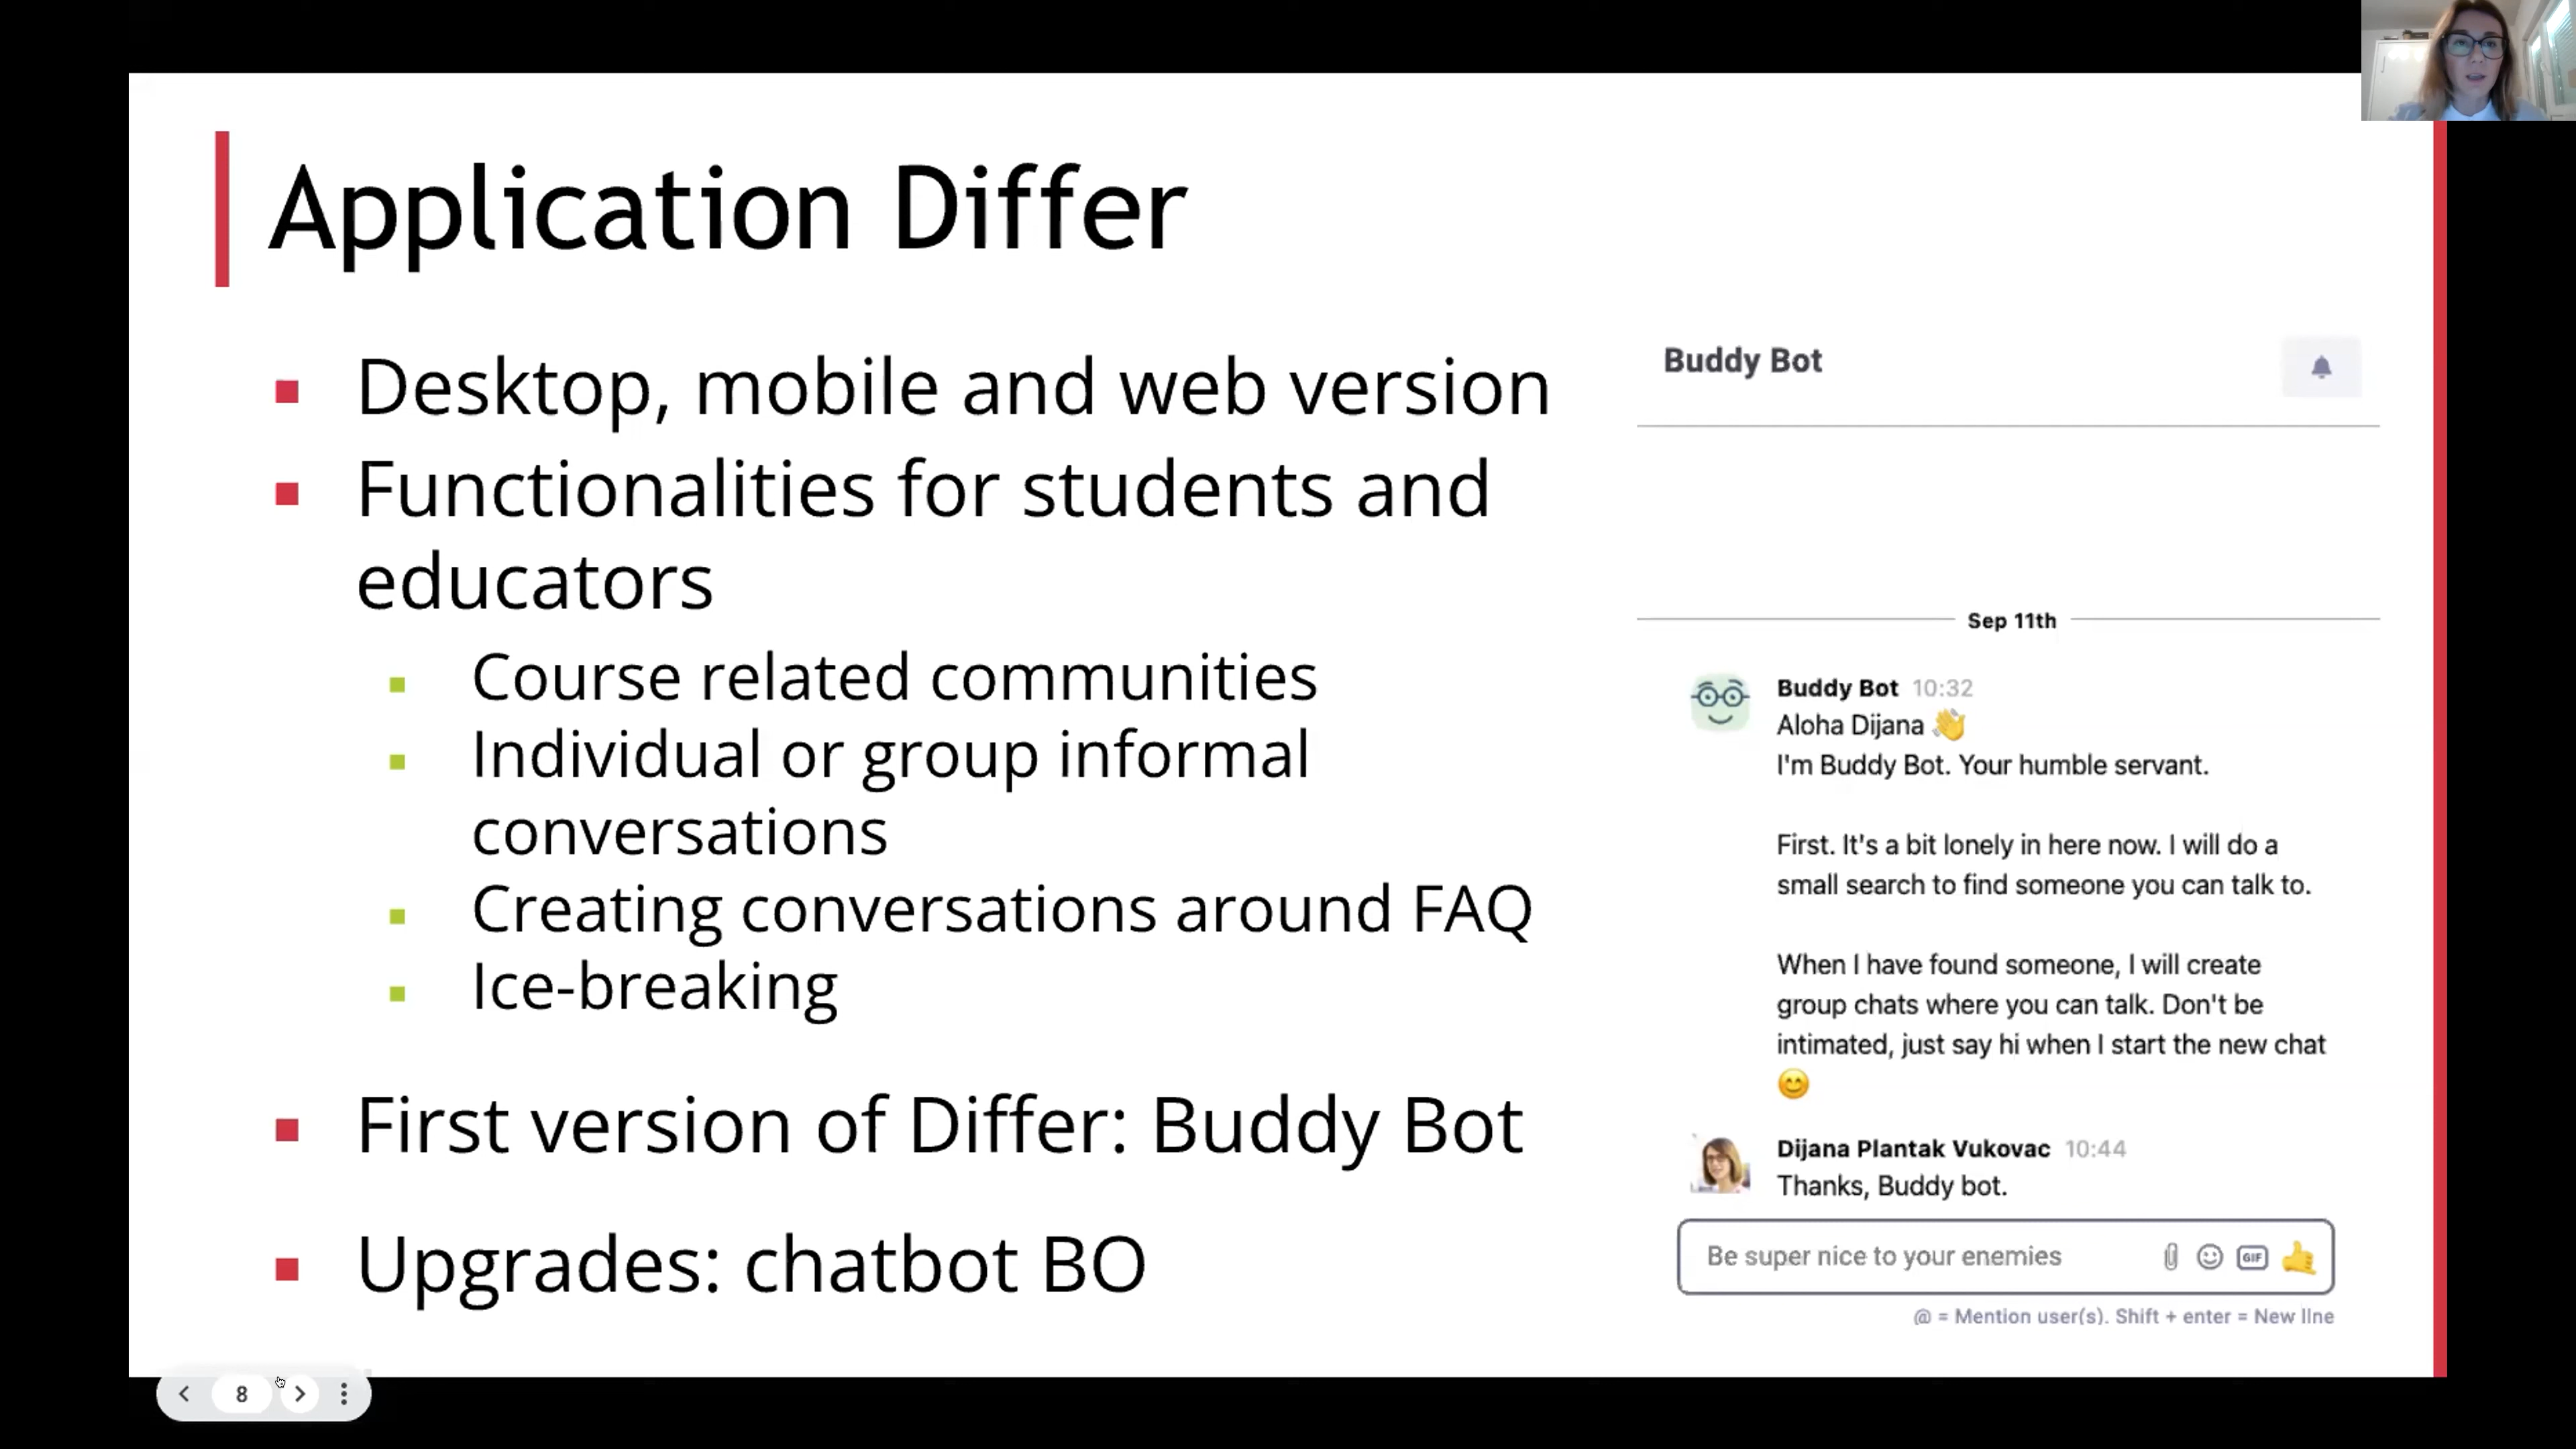 Application Differ
Desktop, mobile and web version
Functionalities for students and
educators
Course related communities
Individual or group informal
conversations
Creating conversations around FAQ
Ice-breaking
First version of Differ: Buddy Bot
Upgrades: chatbot BO
Buddy Bot
Sep 11th
Buddy Bot 10:32
Aloha Dijana 👋
I'm Buddy Bot. Your humble servant.
First. It's a bit lonely in here now. I will do a
small search to find someone you can talk to.
When I have found someone, I will create
group chats where you can talk. Don't be
intimated, just say hi when I start the new chat
😊
Dijana Plantak Vukovac 10:44
Thanks, Buddy bot.
Be super nice to your enemies GIF
@ = Mention user(s). Shift + enter = New line
8